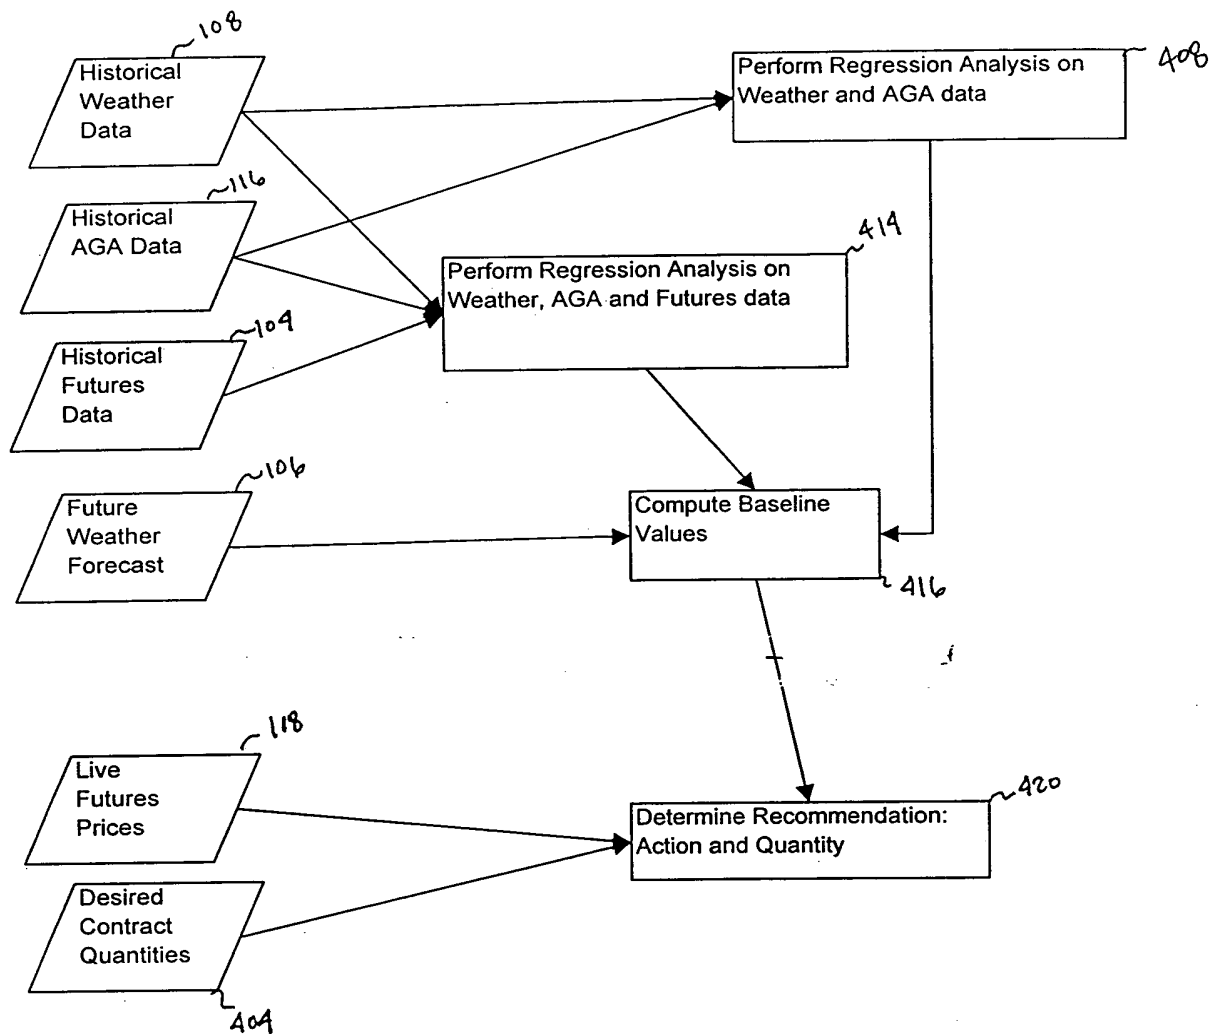 108
Historical
Weather
Data
Perform Regression Analysis on
Weather and AGA data
408
116
Historical
AGA Data
414
Perform Regression Analysis on
Weather, AGA and Futures data
104
Historical
Futures
Data
106
Future
Weather
Forecast
Compute Baseline
Values
416
118
Live
Futures
Prices
420
Determine Recommendation:
Action and Quantity
Desired
Contract
Quantities
404